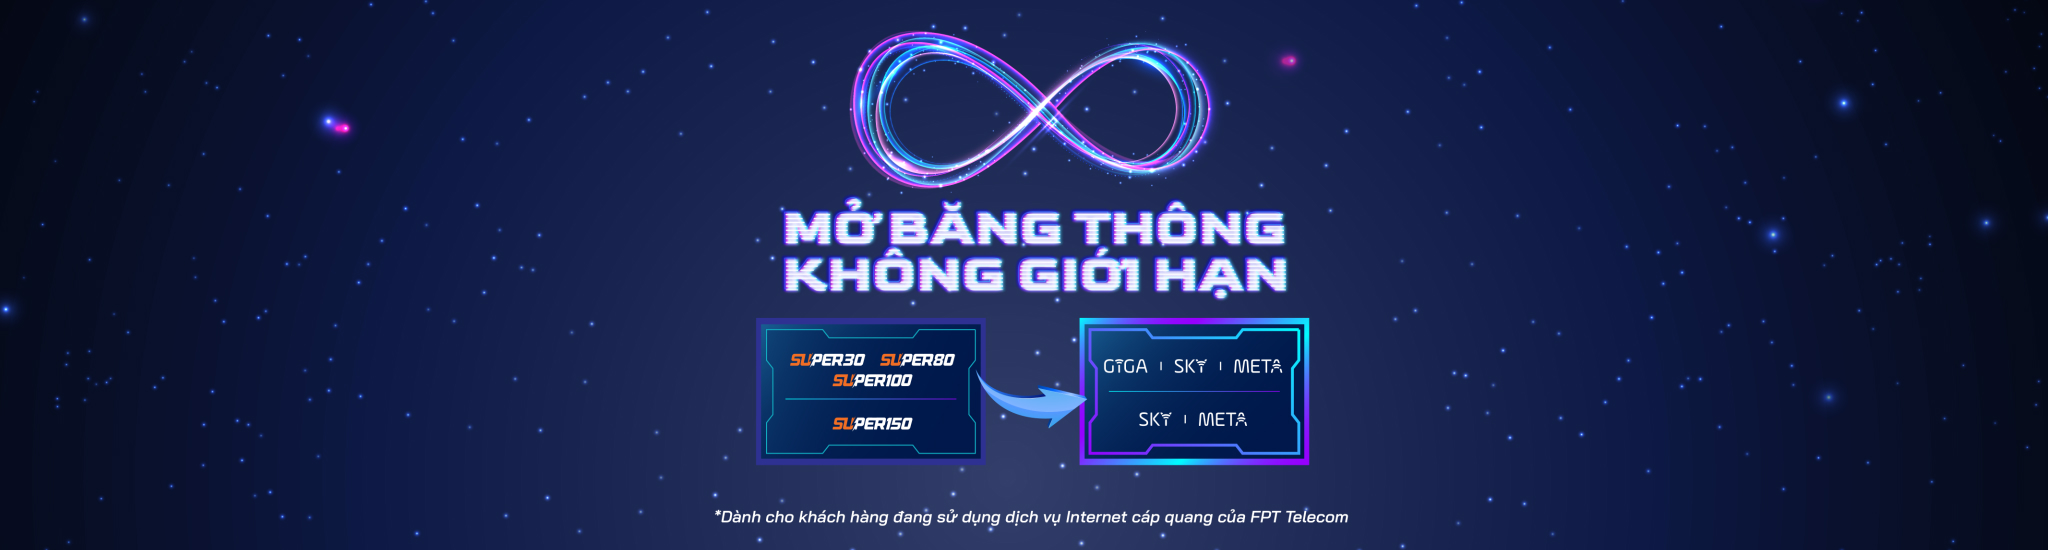 MỞ BĂNG THÔNG
KHÔNG GIỚI HẠN
SUPER30 SUPER80
SUPER100
SUPER150
GIGA | SKY | META
SKY | META
*Dành cho khách hàng đang sử dụng dịch vụ Internet cáp quang của FPT Telecom